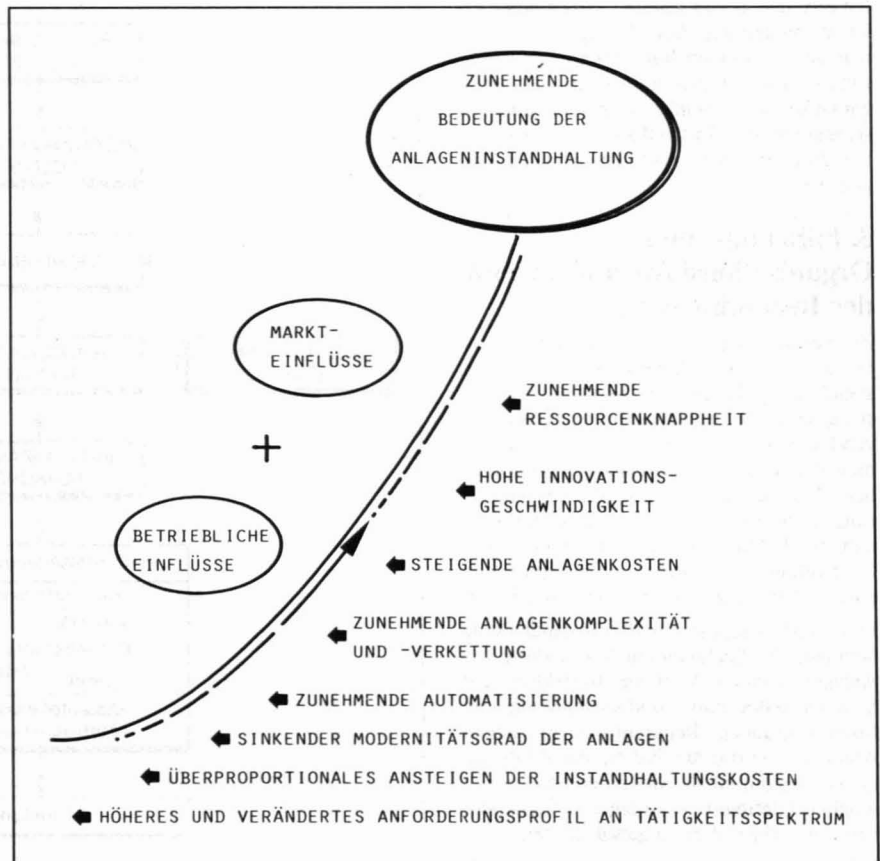 ZUNEHMENDE
BEDEUTUNG DER
ANLAGENINSTANDHALTUNG
MARKT-
EINFLÜSSE
+
BETRIEBLICHE
EINFLÜSSE
ZUNEHMENDE
RESSOURCENKNAPPHEIT
HOHE INNOVATIONS-
GESCHWINDIGKEIT
STEIGENDE ANLAGENKOSTEN
ZUNEHMENDE ANLAGENKOMPLEXITÄT
UND -VERKETTUNG
ZUNEHMENDE AUTOMATISIERUNG
SINKENDER MODERNITÄTSGRAD DER ANLAGEN
ÜBERPROPORTIONALES ANSTEIGEN DER INSTANDHALTUNGSKOSTEN
HÖHERES UND VERÄNDERTES ANFORDERUNGSPROFIL AN TÄTIGKEITSSPEKTRUM